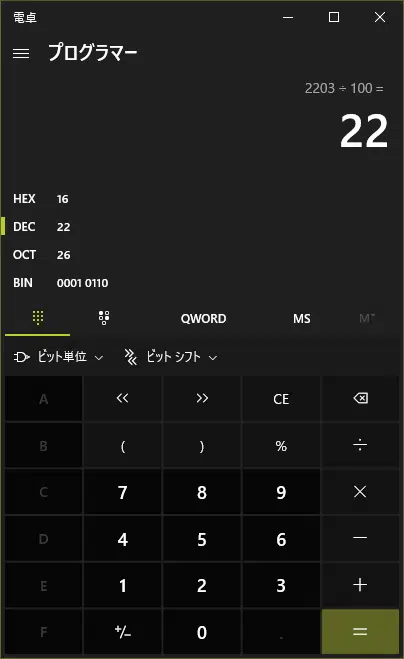 電卓
プログラマー
2203 ÷ 100 =
22
HEX 16
DEC 22
OCT 26
BIN 0001 0110
QWORD MS M˅
ビット単位 ビット シフト
A << >> CE
B ( ) % ÷
C 7 8 9 ×
D 4 5 6 −
E 1 2 3 +
F +/− 0 . =